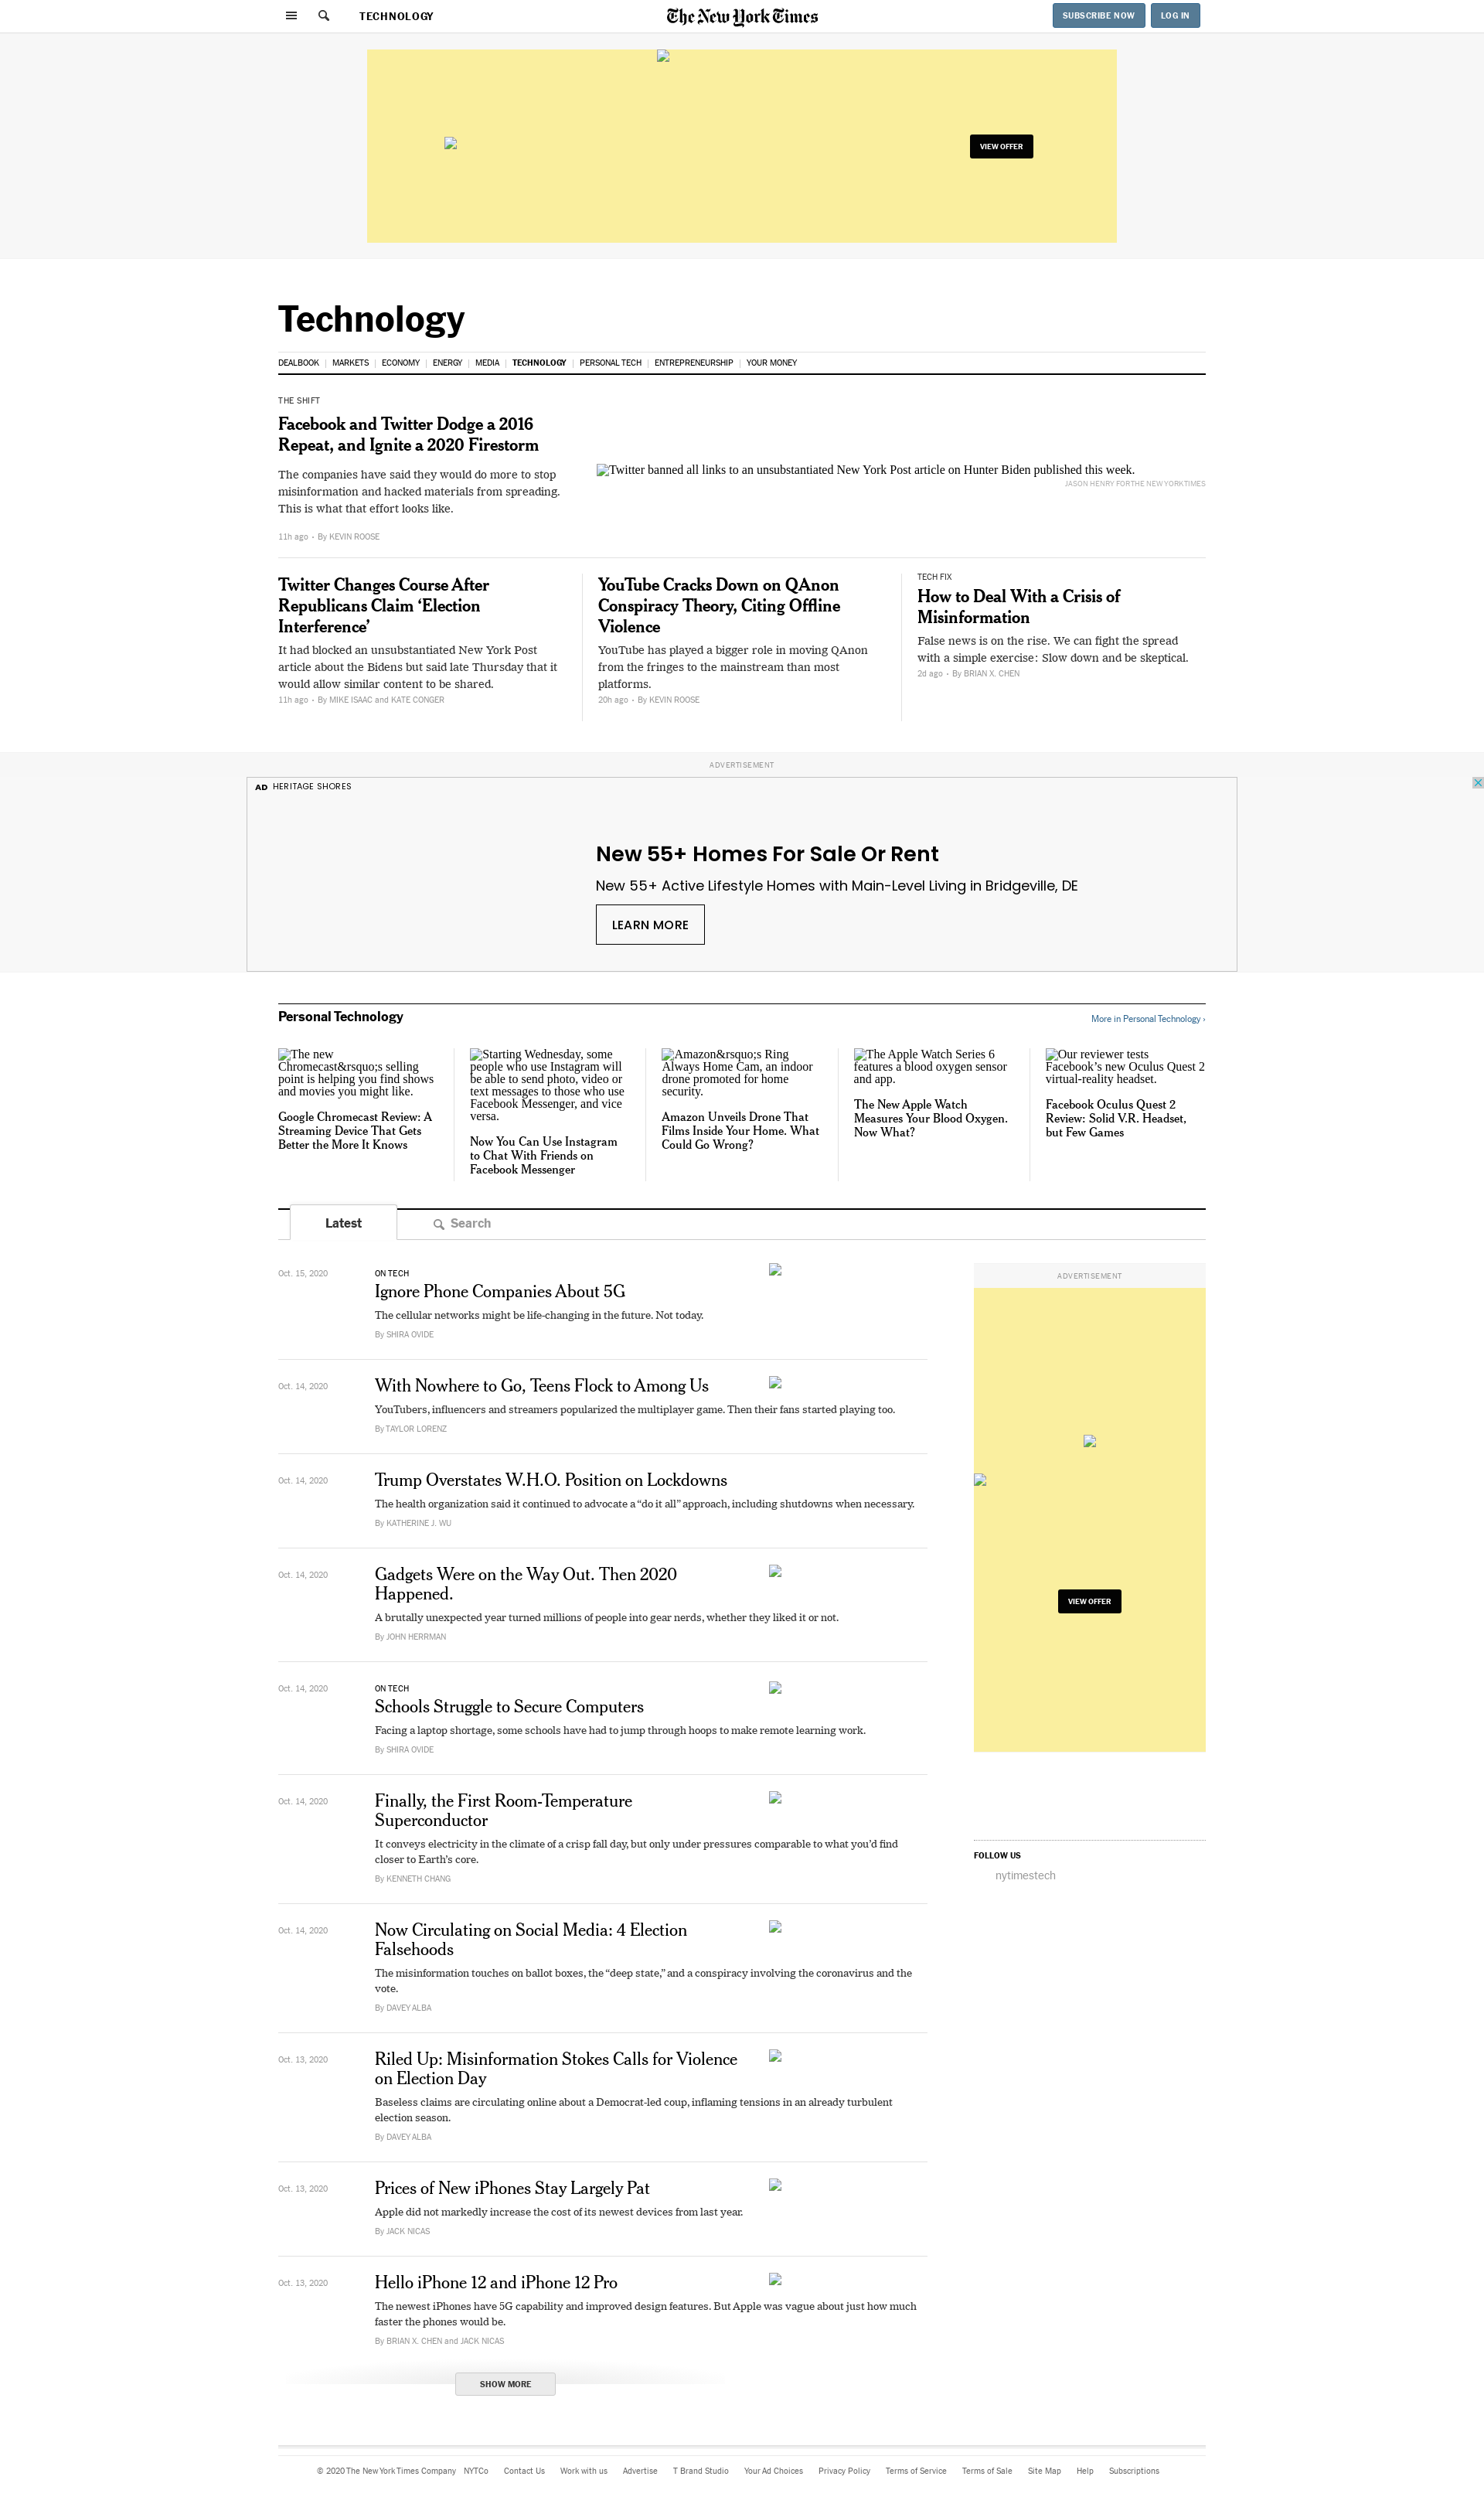 TECHNOLOGY
The New York Times
SUBSCRIBE NOW
LOG IN
VIEW OFFER
Technology
DEALBOOK | MARKETS | ECONOMY | ENERGY | MEDIA | TECHNOLOGY | PERSONAL TECH | ENTREPRENEURSHIP | YOUR MONEY
THE SHIFT
Facebook and Twitter Dodge a 2016
Repeat, and Ignite a 2020 Firestorm
The companies have said they would do more to stop
misinformation and hacked materials from spreading.
This is what that effort looks like.
11h ago • By KEVIN ROOSE
Twitter banned all links to an unsubstantiated New York Post article on Hunter Biden published this week.
JASON HENRY FOR THE NEW YORK TIMES
Twitter Changes Course After
Republicans Claim ‘Election
Interference’
It had blocked an unsubstantiated New York Post
article about the Bidens but said late Thursday that it
would allow similar content to be shared.
11h ago • By MIKE ISAAC and KATE CONGER
YouTube Cracks Down on QAnon
Conspiracy Theory, Citing Offline
Violence
YouTube has played a bigger role in moving QAnon
from the fringes to the mainstream than most
platforms.
20h ago • By KEVIN ROOSE
TECH FIX
How to Deal With a Crisis of
Misinformation
False news is on the rise. We can fight the spread
with a simple exercise: Slow down and be skeptical.
2d ago • By BRIAN X. CHEN
ADVERTISEMENT
AD HERITAGE SHORES
New 55+ Homes For Sale Or Rent
New 55+ Active Lifestyle Homes with Main-Level Living in Bridgeville, DE
LEARN MORE
Personal Technology
More in Personal Technology ›
The new
Chromecast&rsquo;s selling
point is helping you find shows
and movies you might like.
Google Chromecast Review: A
Streaming Device That Gets
Better the More It Knows
Starting Wednesday, some
people who use Instagram will
be able to send photo, video or
text messages to those who use
Facebook Messenger, and vice
versa.
Now You Can Use Instagram
to Chat With Friends on
Facebook Messenger
Amazon&rsquo;s Ring
Always Home Cam, an indoor
drone promoted for home
security.
Amazon Unveils Drone That
Films Inside Your Home. What
Could Go Wrong?
The Apple Watch Series 6
features a blood oxygen sensor
and app.
The New Apple Watch
Measures Your Blood Oxygen.
Now What?
Our reviewer tests
Facebook’s new Oculus Quest 2
virtual-reality headset.
Facebook Oculus Quest 2
Review: Solid V.R. Headset,
but Few Games
Latest
Search
Oct. 15, 2020
ON TECH
Ignore Phone Companies About 5G
The cellular networks might be life-changing in the future. Not today.
By SHIRA OVIDE
Oct. 14, 2020
With Nowhere to Go, Teens Flock to Among Us
YouTubers, influencers and streamers popularized the multiplayer game. Then their fans started playing too.
By TAYLOR LORENZ
Oct. 14, 2020
Trump Overstates W.H.O. Position on Lockdowns
The health organization said it continued to advocate a “do it all” approach, including shutdowns when necessary.
By KATHERINE J. WU
Oct. 14, 2020
Gadgets Were on the Way Out. Then 2020
Happened.
A brutally unexpected year turned millions of people into gear nerds, whether they liked it or not.
By JOHN HERRMAN
Oct. 14, 2020
ON TECH
Schools Struggle to Secure Computers
Facing a laptop shortage, some schools have had to jump through hoops to make remote learning work.
By SHIRA OVIDE
Oct. 14, 2020
Finally, the First Room-Temperature
Superconductor
It conveys electricity in the climate of a crisp fall day, but only under pressures comparable to what you’d find
closer to Earth’s core.
By KENNETH CHANG
Oct. 14, 2020
Now Circulating on Social Media: 4 Election
Falsehoods
The misinformation touches on ballot boxes, the “deep state,” and a conspiracy involving the coronavirus and the
vote.
By DAVEY ALBA
Oct. 13, 2020
Riled Up: Misinformation Stokes Calls for Violence
on Election Day
Baseless claims are circulating online about a Democrat-led coup, inflaming tensions in an already turbulent
election season.
By DAVEY ALBA
Oct. 13, 2020
Prices of New iPhones Stay Largely Pat
Apple did not markedly increase the cost of its newest devices from last year.
By JACK NICAS
Oct. 13, 2020
Hello iPhone 12 and iPhone 12 Pro
The newest iPhones have 5G capability and improved design features. But Apple was vague about just how much
faster the phones would be.
By BRIAN X. CHEN and JACK NICAS
SHOW MORE
ADVERTISEMENT
VIEW OFFER
FOLLOW US
nytimestech
© 2020 The New York Times Company NYTCo Contact Us Work with us Advertise T Brand Studio Your Ad Choices Privacy Policy Terms of Service Terms of Sale Site Map Help Subscriptions